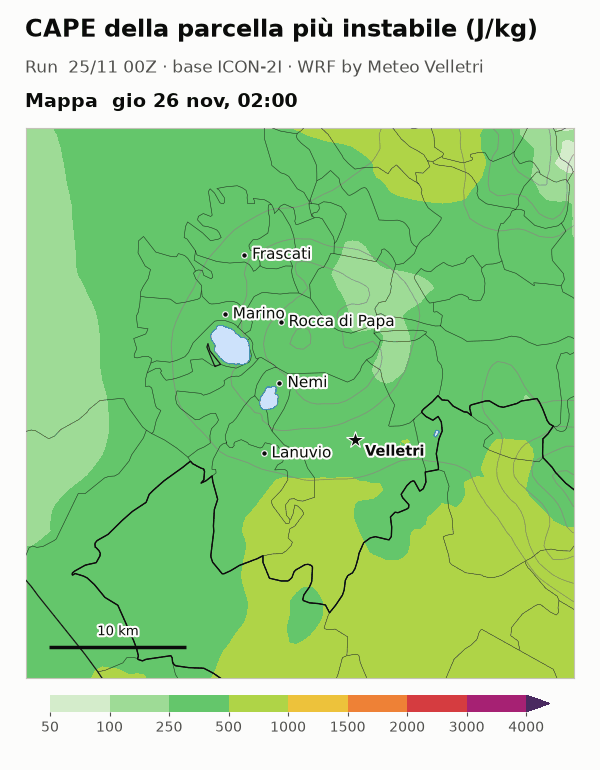 CAPE della parcella più instabile (J/kg)
Run  25/11 00Z · base ICON-2I · WRF by Meteo Velletri
Mappa  gio 26 nov, 02:00
Frascati
Marino
Rocca di Papa
Nemi
Velletri
Lanuvio
10 km
50 100 250 500 1000 1500 2000 3000 4000